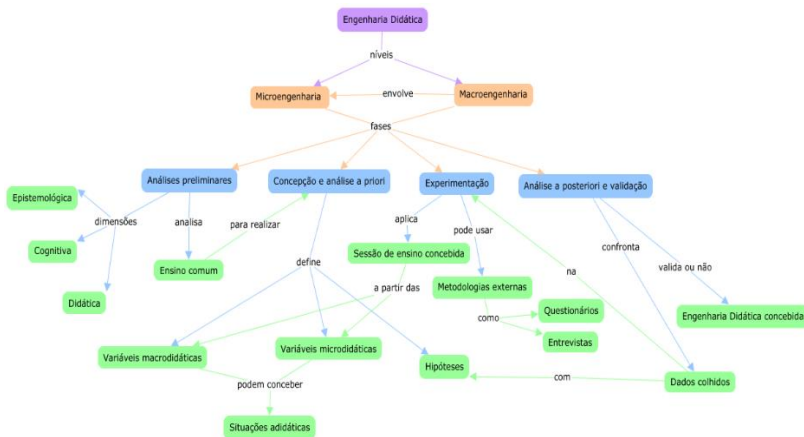 Engenharia Didática
níveis
Microengenharia
envolve
Macroengenharia
fases
Análises preliminares
Concepção e análise a priori
Experimentação
Análise a posteriori e validação
Epistemológica
dimensões
analisa
para realizar
aplica
pode usar
confronta
Cognitiva
Ensino comum
Sessão de ensino concebida
define
na
valida ou não
Didática
a partir das
Metodologias externas
como
Questionários
Engenharia Didática concebida
Entrevistas
Variáveis macrodidáticas
Variáveis microdidáticas
Hipóteses
com
Dados colhidos
podem conceber
Situações adidáticas